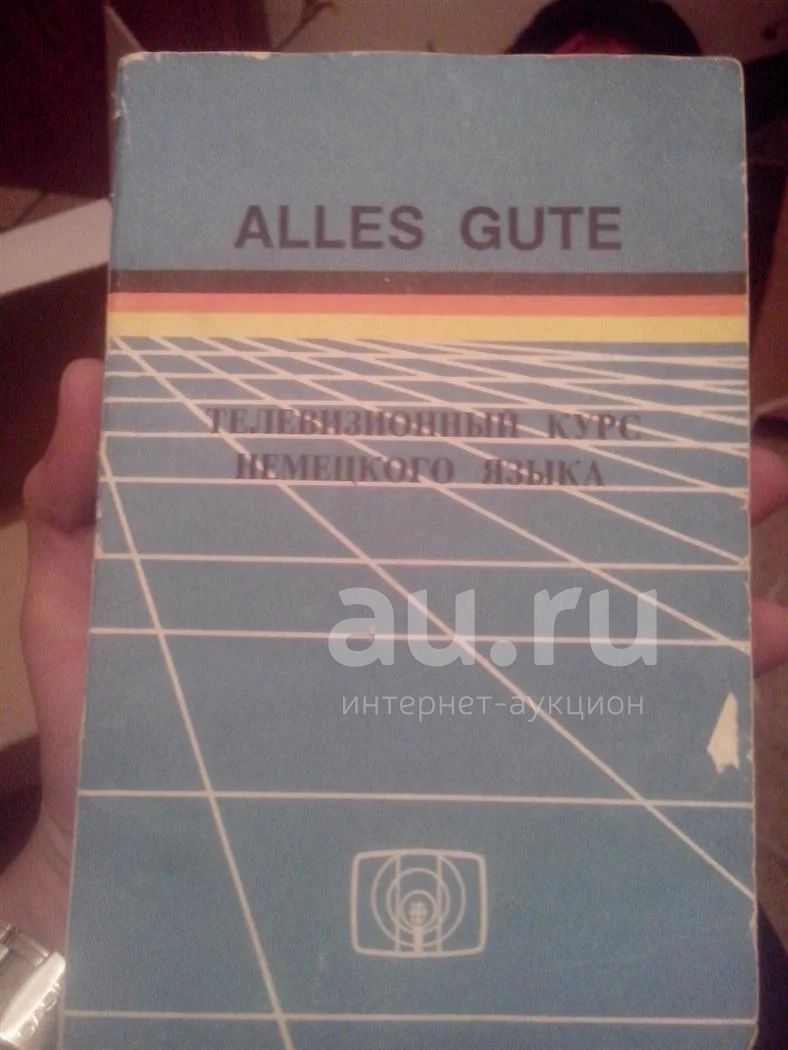 ALLES GUTE
ТЕЛЕВИЗИОННЫЙ КУРС
НЕМЕЦКОГО ЯЗЫКА
au.ru
интернет-аукцион